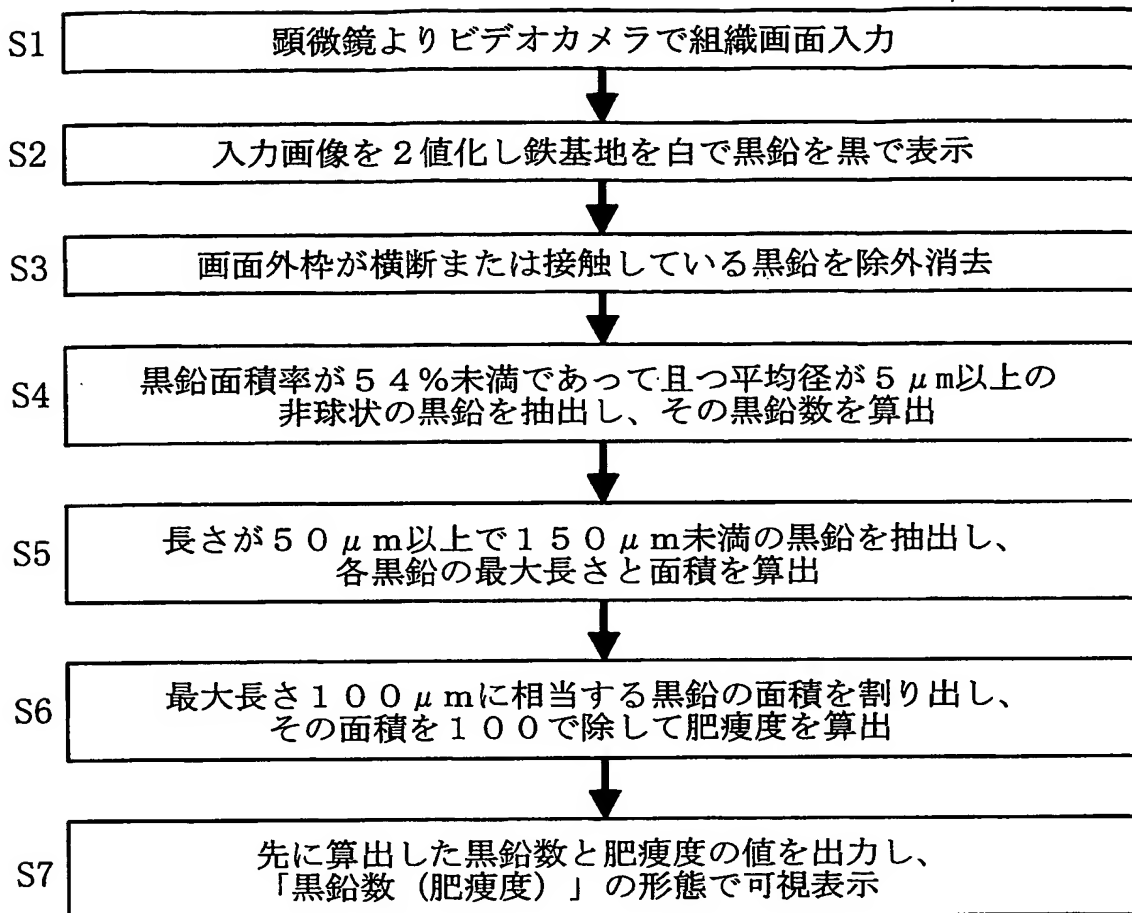 S1 顕微鏡よりビデオカメラで組織画面入力
S2 入力画像を２値化し鉄基地を白で黒鉛を黒で表示
S3 画面外枠が横断または接触している黒鉛を除外消去
S4 黒鉛面積率が５４%未満であって且つ平均径が５μm以上の
非球状の黒鉛を抽出し、その黒鉛数を算出
S5 長さが５０μm以上で１５０μm未満の黒鉛を抽出し、
各黒鉛の最大長さと面積を算出
S6 最大長さ１００μmに相当する黒鉛の面積を割り出し、
その面積を１００で除して肥痩度を算出
S7 先に算出した黒鉛数と肥痩度の値を出力し、
「黒鉛数（肥痩度）」の形態で可視表示